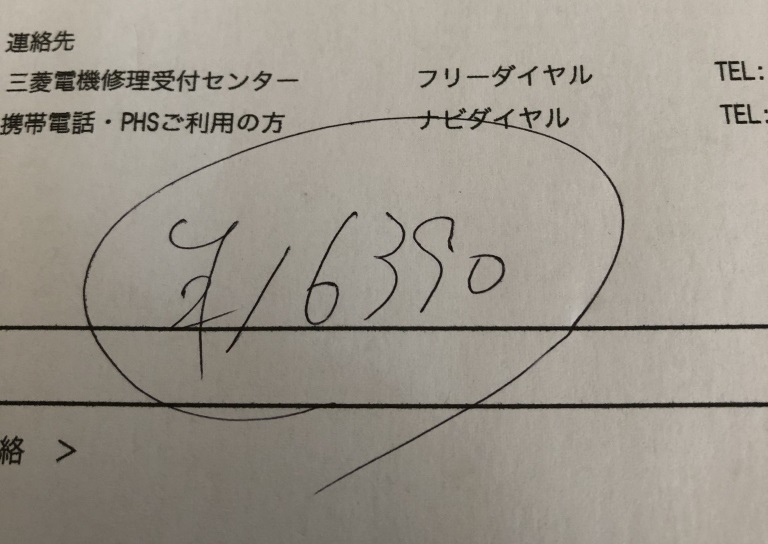 連絡先
三菱電機修理受付センター フリーダイヤル TEL:
携帯電話・PHSご利用の方 ナビダイヤル TEL:
¥16390
絡 >